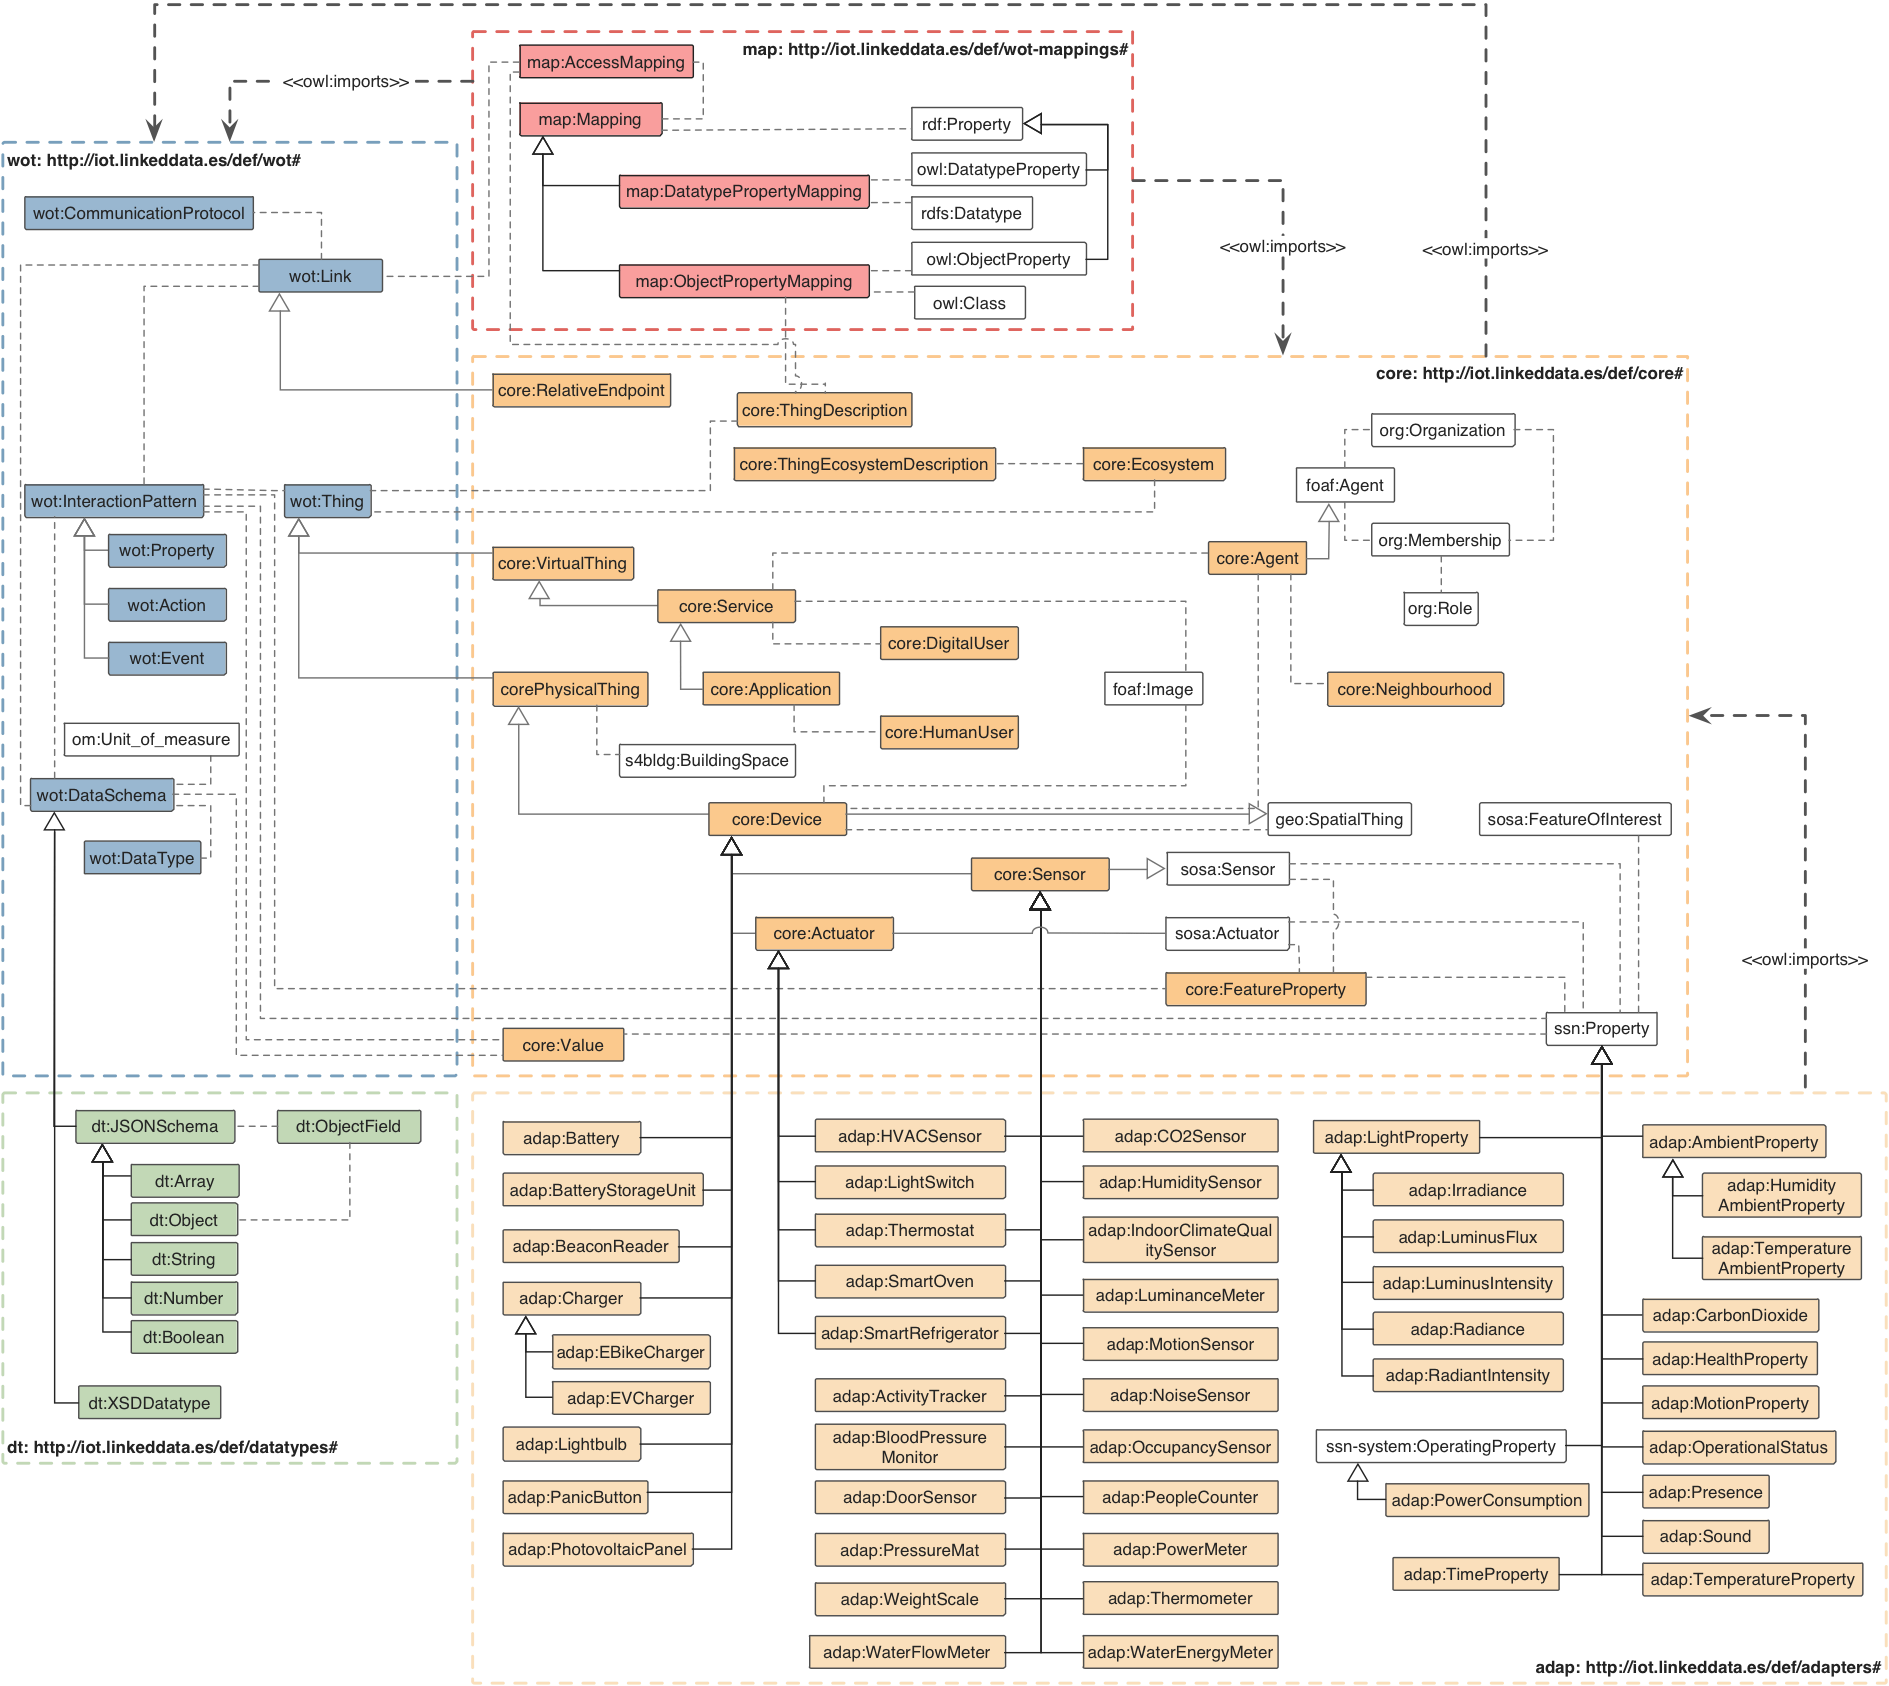 map: http://iot.linkeddata.es/def/wot-mappings#
map:AccessMapping
<<owl:imports>>
map:Mapping
rdf:Property
owl:DatatypeProperty
map:DatatypePropertyMapping
rdfs:Datatype
owl:ObjectProperty
map:ObjectPropertyMapping
owl:Class
<<owl:imports>>
<<owl:imports>>
wot: http://iot.linkeddata.es/def/wot#
wot:CommunicationProtocol
wot:Link
wot:InteractionPattern
wot:Thing
wot:Property
wot:Action
wot:Event
om:Unit_of_measure
wot:DataSchema
wot:DataType
core: http://iot.linkeddata.es/def/core#
core:RelativeEndpoint
core:ThingDescription
org:Organization
core:ThingEcosystemDescription
core:Ecosystem
foaf:Agent
org:Membership
core:VirtualThing
core:Agent
core:Service
org:Role
core:DigitalUser
corePhysicalThing
core:Application
foaf:Image
core:Neighbourhood
core:HumanUser
s4bldg:BuildingSpace
core:Device
geo:SpatialThing
sosa:FeatureOfInterest
core:Sensor
sosa:Sensor
core:Actuator
sosa:Actuator
<<owl:imports>>
core:FeatureProperty
ssn:Property
core:Value
dt:JSONSchema
dt:ObjectField
dt:Array
dt:Object
dt:String
dt:Number
dt:Boolean
dt:XSDDatatype
dt: http://iot.linkeddata.es/def/datatypes#
adap:Battery
adap:BatteryStorageUnit
adap:BeaconReader
adap:Charger
adap:EBikeCharger
adap:EVCharger
adap:Lightbulb
adap:PanicButton
adap:PhotovoltaicPanel
adap:HVACSensor
adap:LightSwitch
adap:Thermostat
adap:SmartOven
adap:SmartRefrigerator
adap:ActivityTracker
adap:BloodPressure
Monitor
adap:DoorSensor
adap:PressureMat
adap:WeightScale
adap:WaterFlowMeter
adap:CO2Sensor
adap:HumiditySensor
adap:IndoorClimateQual
itySensor
adap:LuminanceMeter
adap:MotionSensor
adap:NoiseSensor
adap:OccupancySensor
adap:PeopleCounter
adap:PowerMeter
adap:Thermometer
adap:WaterEnergyMeter
adap:LightProperty
adap:Irradiance
adap:LuminusFlux
adap:LuminusIntensity
adap:Radiance
adap:RadiantIntensity
ssn-system:OperatingProperty
adap:PowerConsumption
adap:TimeProperty
adap:AmbientProperty
adap:Humidity
AmbientProperty
adap:Temperature
AmbientProperty
adap:CarbonDioxide
adap:HealthProperty
adap:MotionProperty
adap:OperationalStatus
adap:Presence
adap:Sound
adap:TemperatureProperty
adap: http://iot.linkeddata.es/def/adapters#